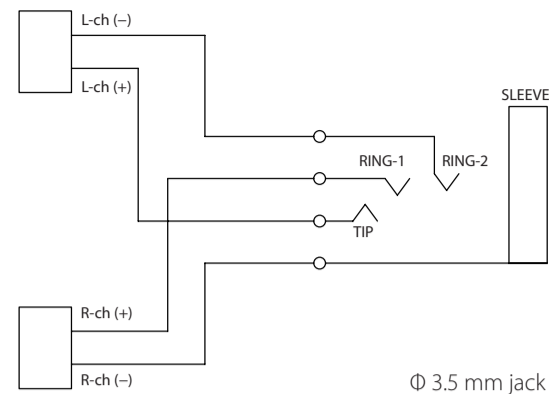 L-ch (−)
L-ch (+)
SLEEVE
RING-1
RING-2
TIP
R-ch (+)
R-ch (−)
Φ 3.5 mm jack